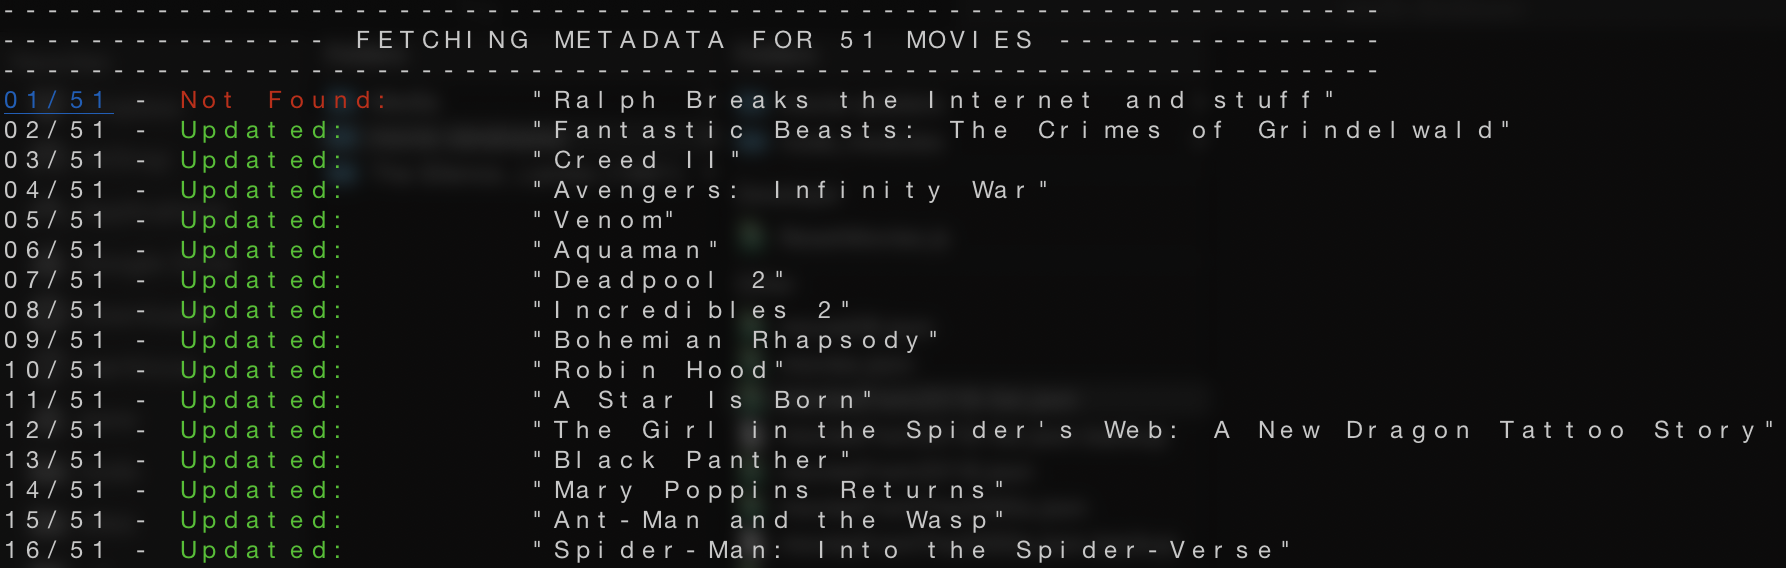 - - - - - - - - - - - - - - - - - - - - - - - - - - - - - - - - - - - - - - - - - - - - - - - - - - - - - - - - - - - - - - -
- - - - - - - - - - - - - - - FETCHING METADATA FOR 51 MOVIES - - - - - - - - - - - - - - -
- - - - - - - - - - - - - - - - - - - - - - - - - - - - - - - - - - - - - - - - - - - - - - - - - - - - - - - - - - - - - - -
01/51 - Not Found: "Ralph Breaks the Internet and stuff"
02/51 - Updated: "Fantastic Beasts: The Crimes of Grindelwald"
03/51 - Updated: "Creed II"
04/51 - Updated: "Avengers: Infinity War"
05/51 - Updated: "Venom"
06/51 - Updated: "Aquaman"
07/51 - Updated: "Deadpool 2"
08/51 - Updated: "Incredibles 2"
09/51 - Updated: "Bohemian Rhapsody"
10/51 - Updated: "Robin Hood"
11/51 - Updated: "A Star Is Born"
12/51 - Updated: "The Girl in the Spider's Web: A New Dragon Tattoo Story"
13/51 - Updated: "Black Panther"
14/51 - Updated: "Mary Poppins Returns"
15/51 - Updated: "Ant-Man and the Wasp"
16/51 - Updated: "Spider-Man: Into the Spider-Verse"